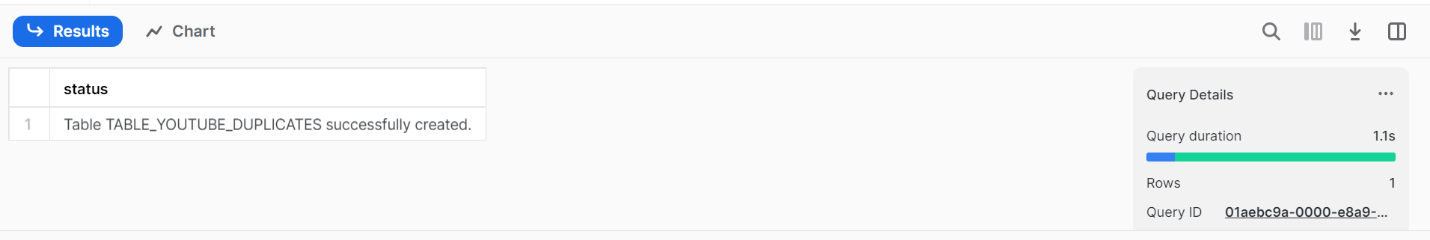 Results Chart
status
1 Table TABLE_YOUTUBE_DUPLICATES successfully created.
Query Details ...
Query duration 1.1s
Rows 1
Query ID 01aebc9a-0000-e8a9-...